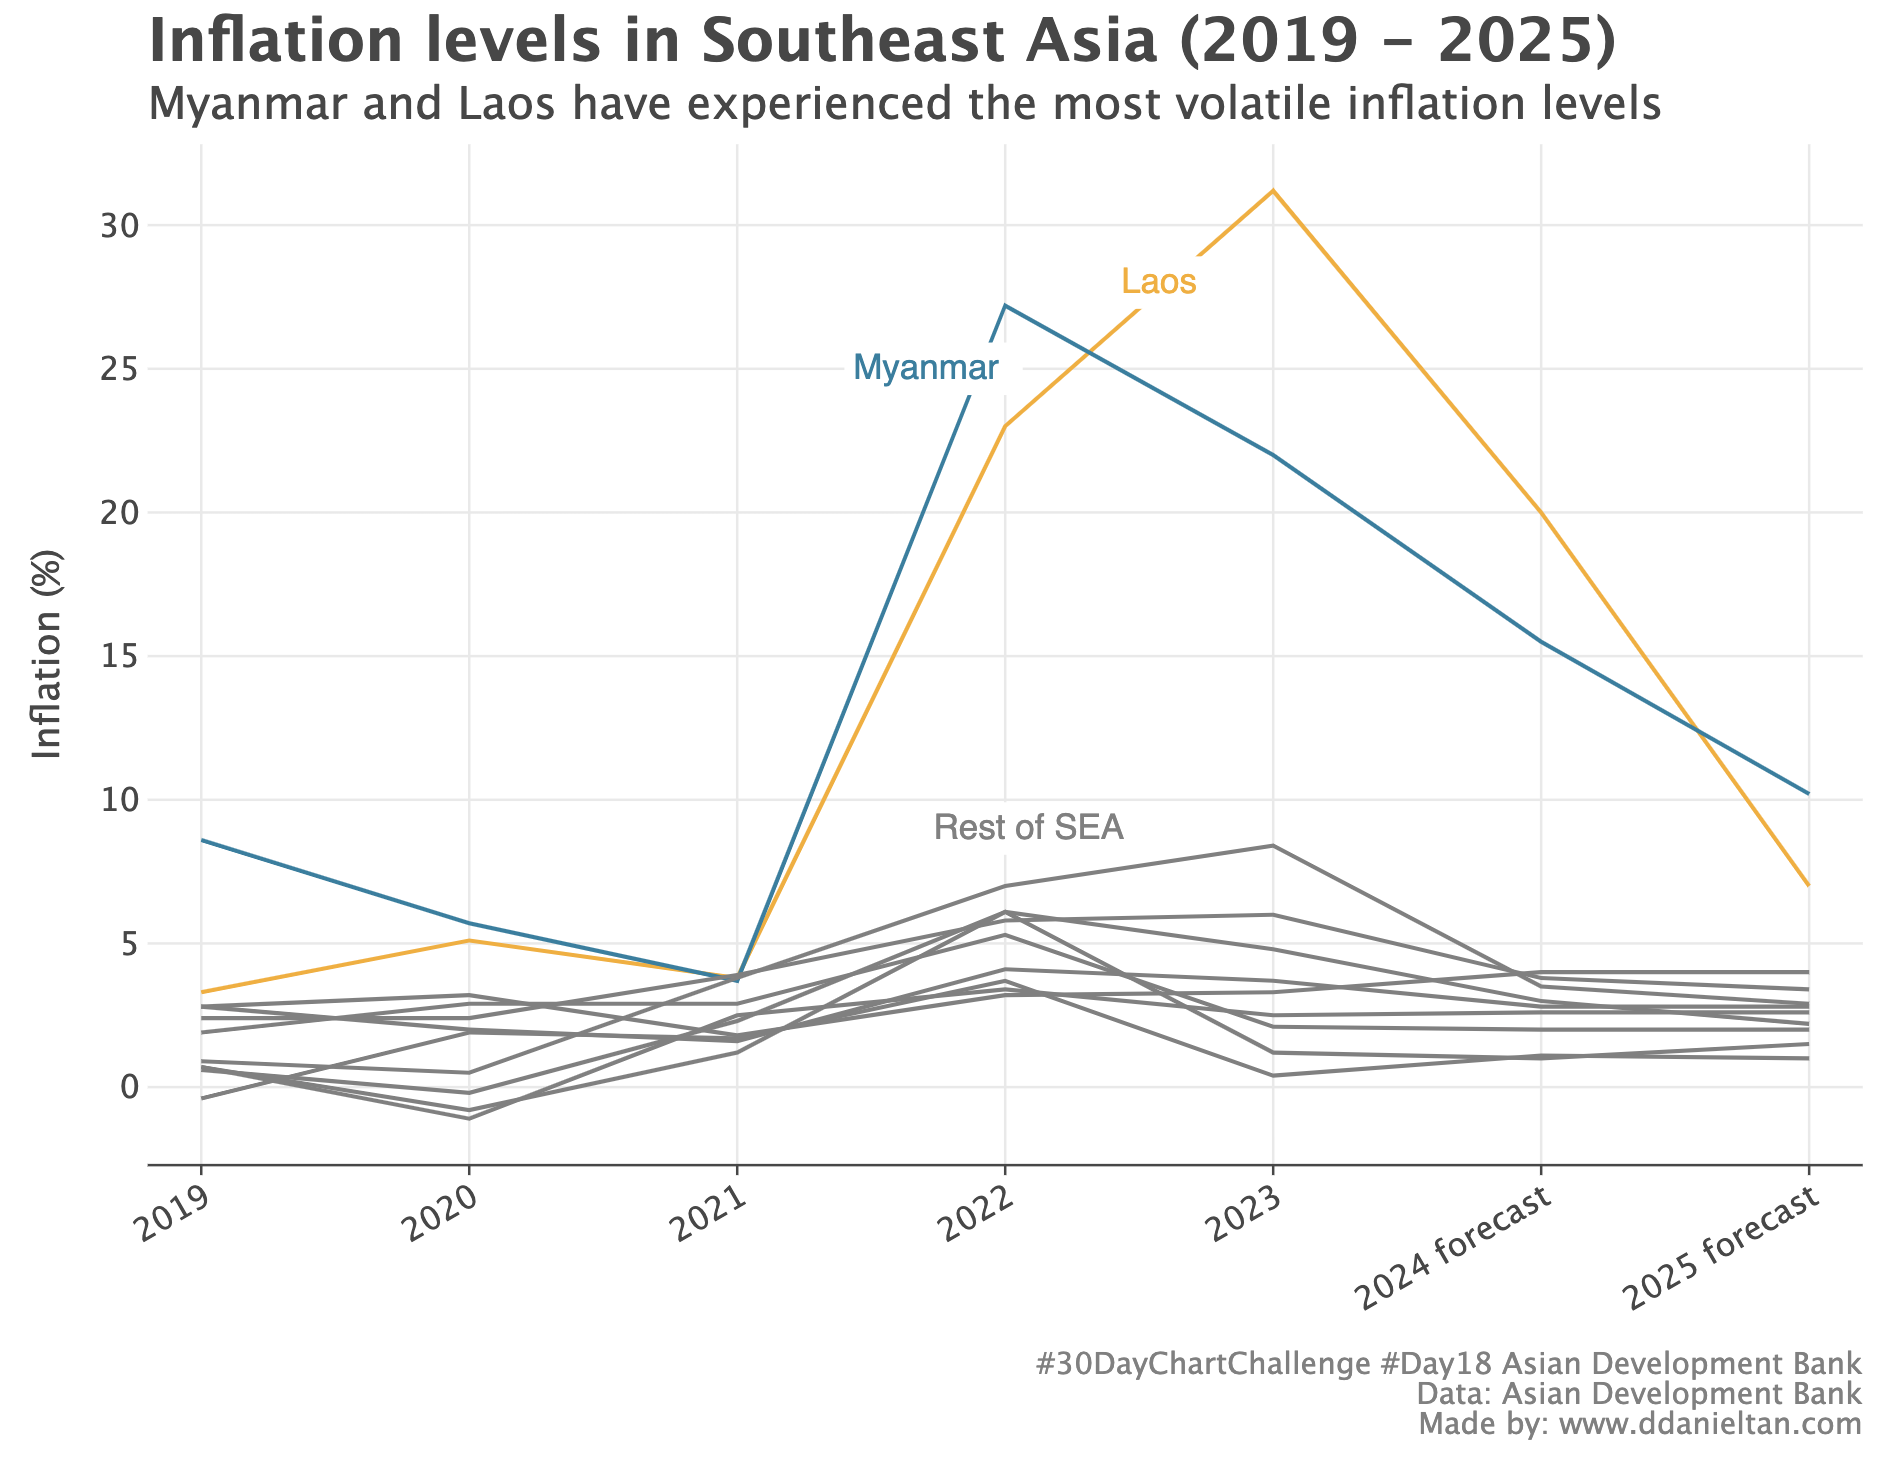 Inflation levels in Southeast Asia (2019 – 2025)
Myanmar and Laos have experienced the most volatile inflation levels
Inflation (%)
30
25
20
15
10
5
0
Laos
Myanmar
Rest of SEA
2019
2020
2021
2022
2023
2024 forecast
2025 forecast
#30DayChartChallenge #Day18 Asian Development Bank
Data: Asian Development Bank
Made by: www.ddanieltan.com